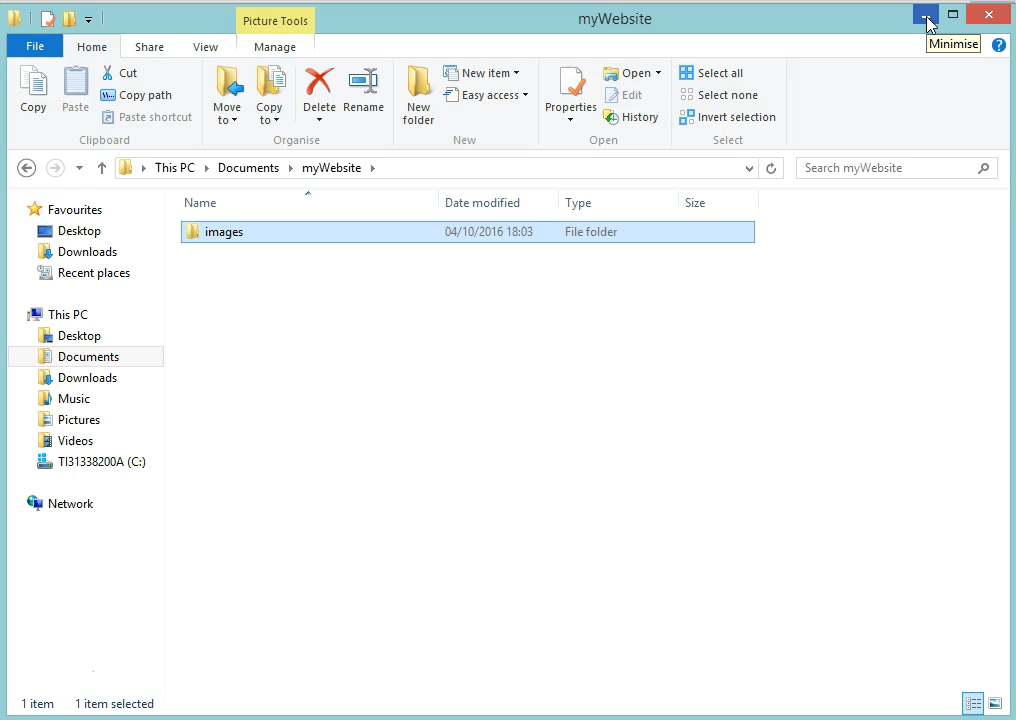 Picture Tools
myWebsite
Minimise
File Home Share View Manage
Copy
Paste
Cut
Copy path
Paste shortcut
Clipboard
Move to
Copy to
Delete
Rename
Organise
New folder
New item
Easy access
New
Properties
Open
Edit
History
Open
Select all
Select none
Invert selection
Select
This PC Documents myWebsite
Search myWebsite
Name Date modified Type Size
images 04/10/2016 18:03 File folder
Favourites
Desktop
Downloads
Recent places
This PC
Desktop
Documents
Downloads
Music
Pictures
Videos
TI31338200A (C:)
Network
1 item 1 item selected